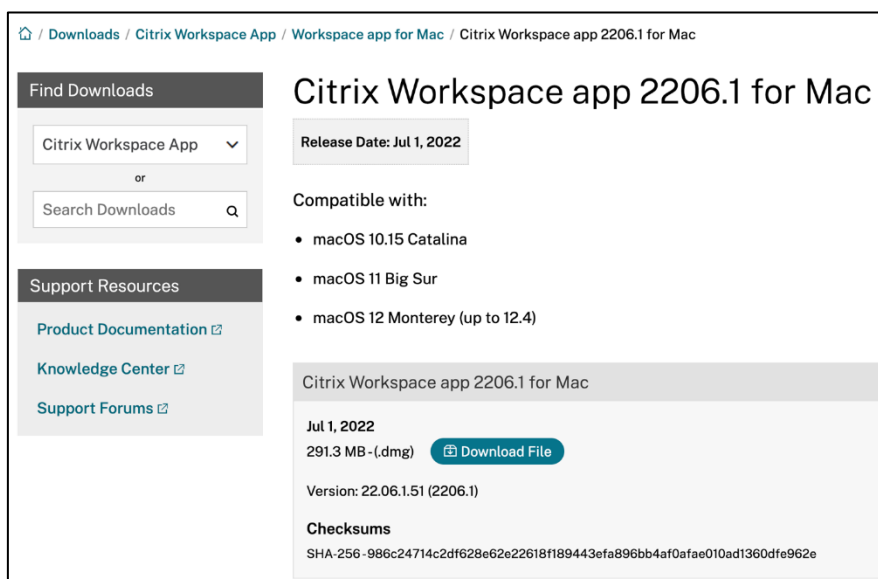 / Downloads / Citrix Workspace App / Workspace app for Mac / Citrix Workspace app 2206.1 for Mac
Find Downloads
Citrix Workspace App
or
Search Downloads
Support Resources
Product Documentation
Knowledge Center
Support Forums
Citrix Workspace app 2206.1 for Mac
Release Date: Jul 1, 2022
Compatible with:
• macOS 10.15 Catalina
• macOS 11 Big Sur
• macOS 12 Monterey (up to 12.4)
Citrix Workspace app 2206.1 for Mac
Jul 1, 2022
291.3 MB - (.dmg) Download File
Version: 22.06.1.51 (2206.1)
Checksums
SHA-256 - 986c24714c2df628e62e22618f189443efa896bb4af0afae010ad1360dfe962e